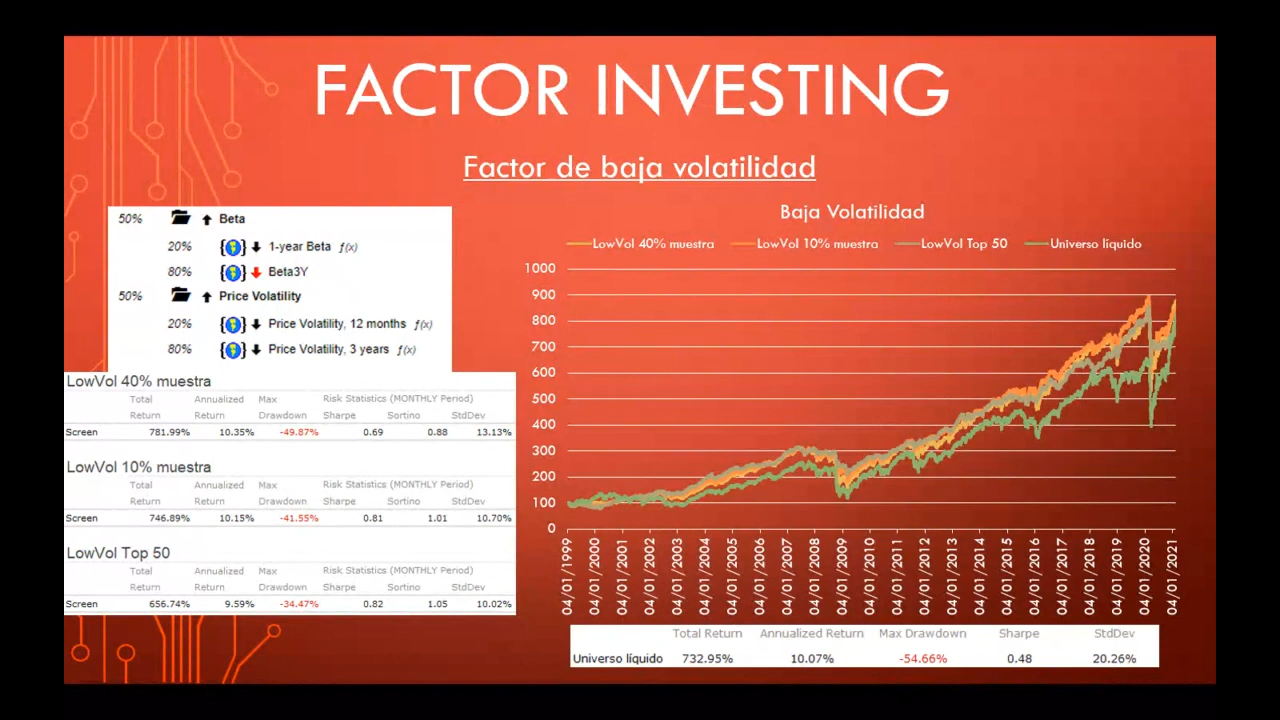 FACTOR INVESTING
Factor de baja volatilidad
50% Beta
20% 1-year Beta f(x)
80% Beta3Y
50% Price Volatility
20% Price Volatility, 12 months f(x)
80% Price Volatility, 3 years f(x)
LowVol 40% muestra
Total Annualized Max Risk Statistics (MONTHLY Period)
Return Return Drawdown Sharpe Sortino StdDev
Screen 781.99% 10.35% -49.87% 0.69 0.88 13.13%
LowVol 10% muestra
Total Annualized Max Risk Statistics (MONTHLY Period)
Return Return Drawdown Sharpe Sortino StdDev
Screen 746.89% 10.15% -41.55% 0.81 1.01 10.70%
LowVol Top 50
Total Annualized Max Risk Statistics (MONTHLY Period)
Return Return Drawdown Sharpe Sortino StdDev
Screen 656.74% 9.59% -34.47% 0.82 1.05 10.02%
Baja Volatilidad
LowVol 40% muestra LowVol 10% muestra LowVol Top 50 Universo líquido
1000
900
800
700
600
500
400
300
200
100
0
04/01/1999
04/01/2000
04/01/2001
04/01/2002
04/01/2003
04/01/2004
04/01/2005
04/01/2006
04/01/2007
04/01/2008
04/01/2009
04/01/2010
04/01/2011
04/01/2012
04/01/2013
04/01/2014
04/01/2015
04/01/2016
04/01/2017
04/01/2018
04/01/2019
04/01/2020
04/01/2021
Total Return Annualized Return Max Drawdown Sharpe StdDev
Universo líquido 732.95% 10.07% -54.66% 0.48 20.26%